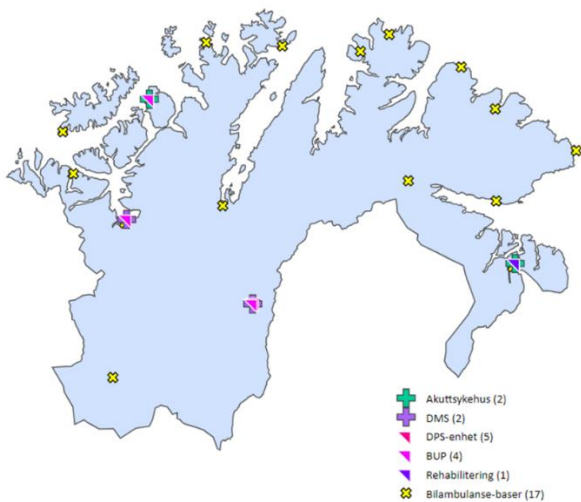 Akuttsykehus (2)
DMS (2)
DPS-enhet (5)
BUP (4)
Rehabilitering (1)
Bilambulanse-baser (17)